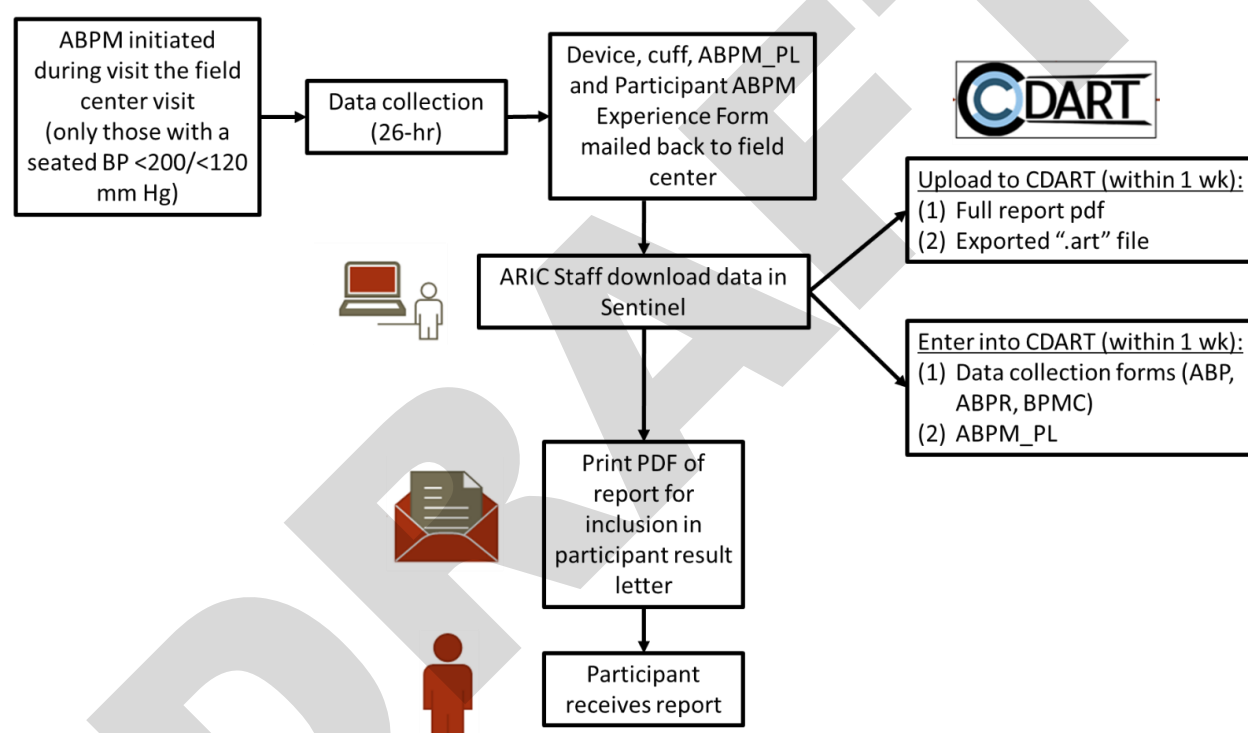 ABPM initiated
during visit the field
center visit
(only those with a
seated BP <200/<120
mm Hg)
Data collection
(26-hr)
Device, cuff, ABPM_PL
and Participant ABPM
Experience Form
mailed back to field
center
CDART
Upload to CDART (within 1 wk):
(1) Full report pdf
(2) Exported “.art” file
ARIC Staff download data in
Sentinel
Enter into CDART (within 1 wk):
(1) Data collection forms (ABP,
ABPR, BPMC)
(2) ABPM_PL
Print PDF of
report for
inclusion in
participant result
letter
Participant
receives report
DRAFT